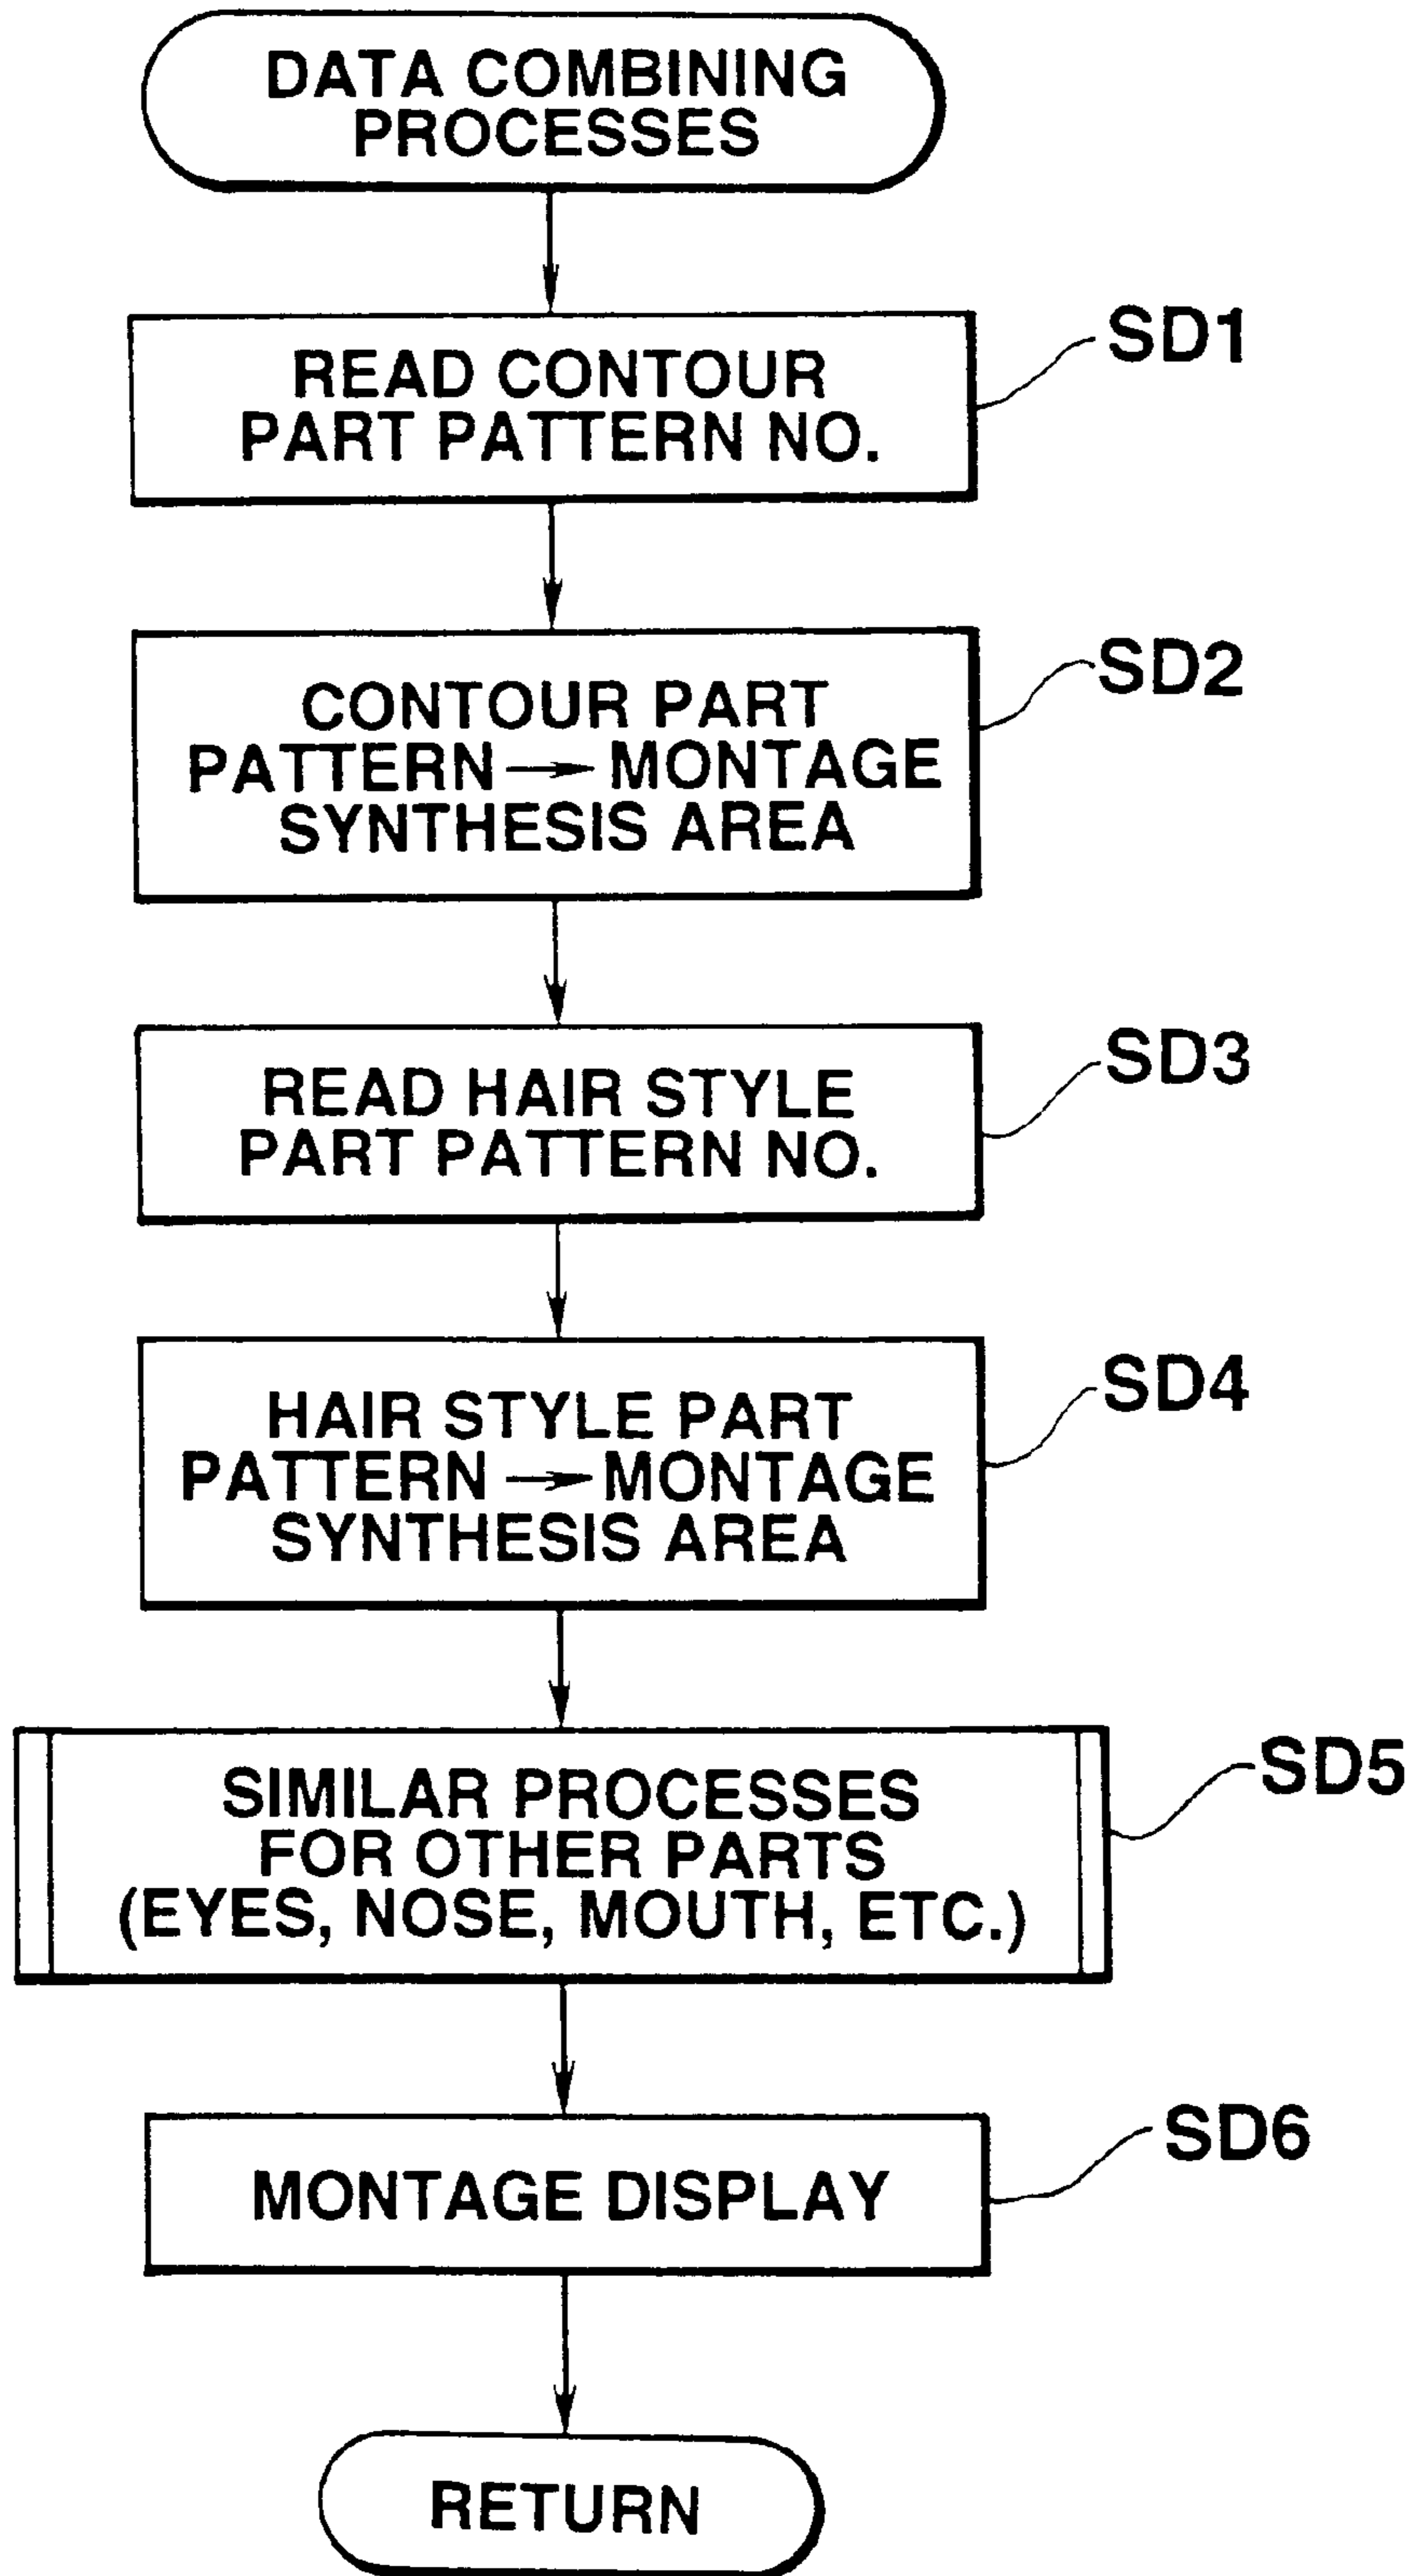 DATA COMBINING
PROCESSES
READ CONTOUR
PART PATTERN NO.
SD1
CONTOUR PART
PATTERN → MONTAGE
SYNTHESIS AREA
SD2
READ HAIR STYLE
PART PATTERN NO.
SD3
HAIR STYLE PART
PATTERN → MONTAGE
SYNTHESIS AREA
SD4
SIMILAR PROCESSES
FOR OTHER PARTS
(EYES, NOSE, MOUTH, ETC.)
SD5
MONTAGE DISPLAY
SD6
RETURN